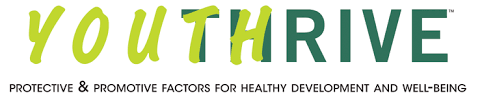 YOUTHRIVE™
PROTECTIVE & PROMOTIVE FACTORS FOR HEALTHY DEVELOPMENT AND WELL-BEING